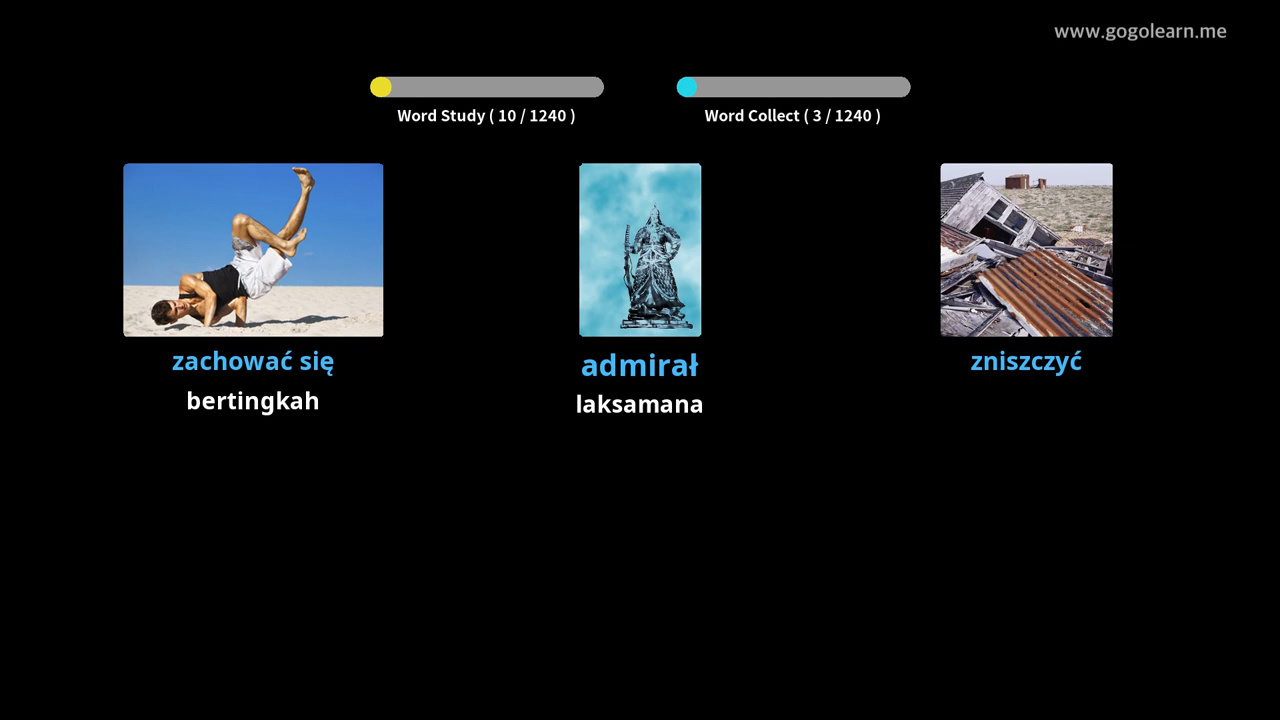 www.gogolearn.me
Word Study ( 10 / 1240 )
Word Collect ( 3 / 1240 )
zachować się
bertingkah
admirał
laksamana
zniszczyć